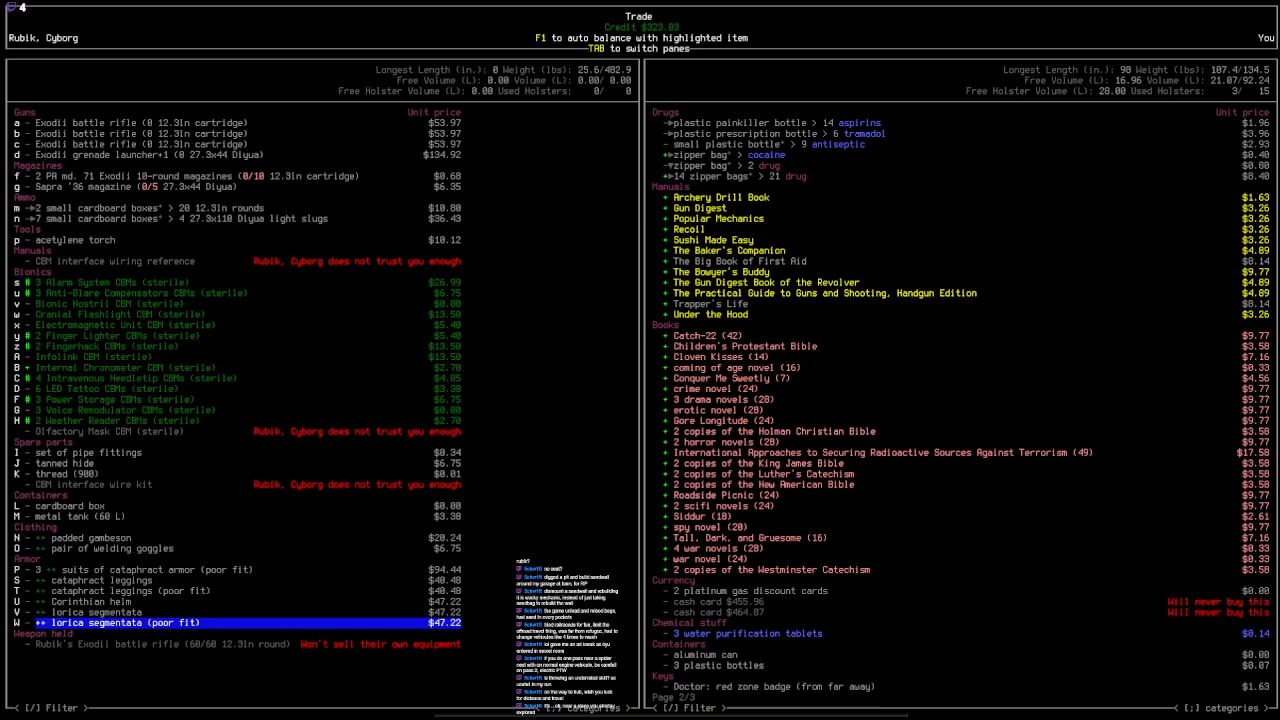 4
Trade
Credit $323.03
Rubik, Cyborg
F1 to auto balance with highlighted item
You
TAB to switch panes
Longest Length (in.): 0 Weight (lbs): 25.6/482.9
Free Volume (L): 0.00 Volume (L): 0.00/ 0.00
Free Holster Volume (L): 0.00 Used Holsters: 0/ 0
Guns Unit price
a - Exodii battle rifle (0 12.3ln cartridge) $53.97
b - Exodii battle rifle (0 12.3ln cartridge) $53.97
c - Exodii battle rifle (0 12.3ln cartridge) $53.97
d - Exodii grenade launcher+1 (0 27.3x44 Diyua) $134.92
Magazines
f - 2 PA md. 71 Exodii 10-round magazines (0/10 12.3ln cartridge) $0.68
g - Sapra '36 magazine (0/5 27.3x44 Diyua) $6.35
Ammo
m →2 small cardboard boxes⁺ > 20 12.3ln rounds $10.80
n →7 small cardboard boxes⁺ > 4 27.3x110 Diyua light slugs $36.43
Tools
p - acetylene torch $10.12
Manuals
- CBM interface wiring reference Rubik, Cyborg does not trust you enough
Bionics
s # 3 Alarm System CBMs (sterile) $26.99
u # 3 Anti-Glare Compensators CBMs (sterile) $6.75
v - Bionic Nostril CBM (sterile) $0.00
w - Cranial Flashlight CBM (sterile) $13.50
x - Electromagnetic Unit CBM (sterile) $5.40
y # 2 Finger Lighter CBMs (sterile) $5.40
z # 2 Fingerhack CBMs (sterile) $13.50
A - Infolink CBM (sterile) $13.50
B + Internal Chronometer CBM (sterile) $2.70
C # 4 Intravenous Needletip CBMs (sterile) $4.05
D - 6 LED Tattoo CBMs (sterile) $3.38
F # 3 Power Storage CBMs (sterile) $6.75
G - 3 Voice Remodulator CBMs (sterile) $0.00
H # 2 Weather Reader CBMs (sterile) $2.70
- Olfactory Mask CBM (sterile) Rubik, Cyborg does not trust you enough
Spare parts
I - set of pipe fittings $0.34
J - tanned hide $6.75
K - thread (900) $0.01
- CBM interface wire kit Rubik, Cyborg does not trust you enough
Containers
L - cardboard box $0.00
M - metal tank (60 L) $3.38
Clothing
N - ++ padded gambeson $20.24
O - ++ pair of welding goggles $6.75
Armor
P - 3 ++ suits of cataphract armor (poor fit) $94.44
S - ++ cataphract leggings $40.48
T - ++ cataphract leggings (poor fit) $40.48
U - ++ Corinthian helm $47.22
Y - ++ lorica segmentata $47.22
W - ++ lorica segmentata (poor fit) $47.22
Weapon held
- Rubik's Exodii battle rifle (60/60 12.3ln round) Won't sell their own equipment
< [/] Filter > < [;] categories >
Longest Length (in.): 98 Weight (lbs): 107.4/134.5
Free Volume (L): 16.96 Volume (L): 21.07/92.24
Free Holster Volume (L): 28.00 Used Holsters: 3/ 15
Drugs Unit price
→plastic painkiller bottle > 14 aspirins $1.96
→plastic prescription bottle > 6 tramadol $3.96
- small plastic bottle⁺ > 9 antiseptic $2.93
zipper bag⁺ > cocaine $0.40
zipper bag⁺ > 2 drug $0.80
14 zipper bags⁺ > 21 drug $8.40
Manuals
+ Archery Drill Book $1.63
+ Gun Digest $3.26
+ Popular Mechanics $3.26
+ Recoil $3.26
+ Sushi Made Easy $3.26
+ The Baker's Companion $4.89
+ The Big Book of First Aid $8.14
+ The Bowyer's Buddy $9.77
+ The Gun Digest Book of the Revolver $4.89
+ The Practical Guide to Guns and Shooting, Handgun Edition $4.89
+ Trapper's Life $8.14
+ Under the Hood $3.26
Books
+ Catch-22 (42) $9.77
+ Children's Protestant Bible $3.58
+ Cloven Kisses (14) $7.16
+ coming of age novel (16) $0.33
+ Conquer Me Sweetly (7) $4.56
+ crime novel (24) $9.77
+ 3 drama novels (28) $9.77
+ erotic novel (28) $9.77
+ Gore Longitude (24) $9.77
+ 2 copies of the Holman Christian Bible $3.58
+ 2 horror novels (28) $9.77
+ International Approaches to Securing Radioactive Sources Against Terrorism (49) $17.58
+ 2 copies of the King James Bible $3.58
+ 2 copies of the Luther's Catechism $3.58
+ 2 copies of the New American Bible $3.58
+ Roadside Picnic (24) $9.77
+ 2 scifi novels (24) $9.77
+ Siddur (18) $2.61
+ spy novel (20) $9.77
+ Tall, Dark, and Gruesome (16) $7.16
+ 4 war novels (28) $0.33
+ war novel (24) $0.33
+ 2 copies of the Westminster Catechism $3.58
Currency
- 2 platinum gas discount cards $0.00
- cash card $455.96 Will never buy this
- cash card $464.87 Will never buy this
Chemical stuff
- 3 water purification tablets $0.14
Containers
- aluminum can $0.00
- 3 plastic bottles $0.07
Keys
- Doctor: red zone badge (from far away) $1.63
Page 2/3
< [/] Filter > < [;] categories >
rubik?